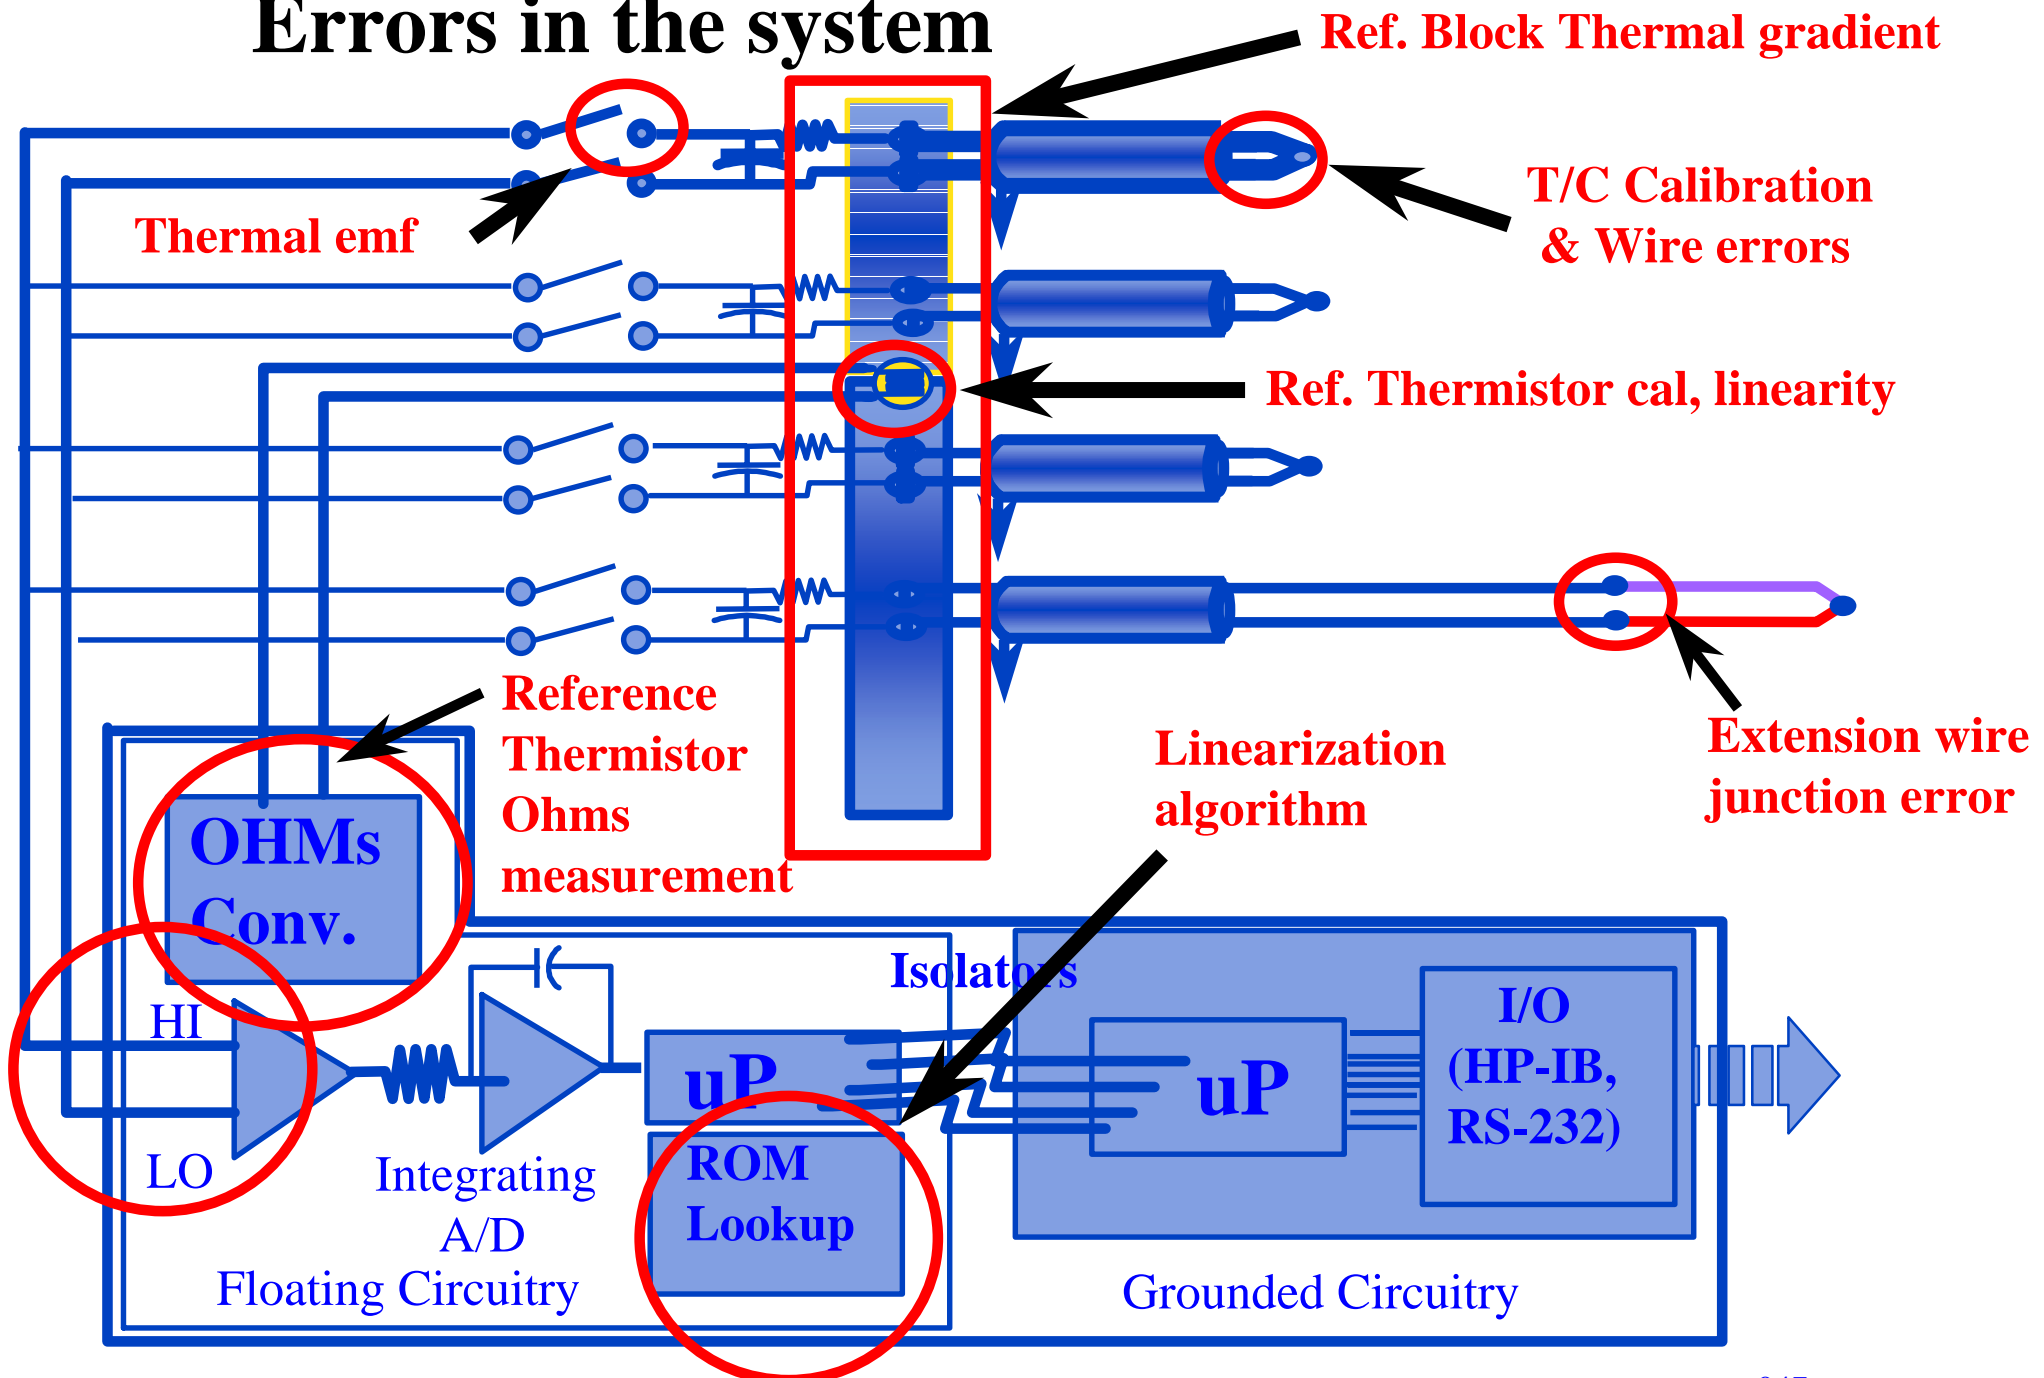 Errors in the system
Ref. Block Thermal gradient
T/C Calibration
& Wire errors
Thermal emf
Ref. Thermistor cal, linearity
Reference
Thermistor
Ohms
measurement
Linearization
algorithm
Extension wire
junction error
OHMs
Conv.
Isolators
HI
LO
uP
uP
I/O
(HP-IB,
RS-232)
ROM
Lookup
Integrating
A/D
Floating Circuitry
Grounded Circuitry